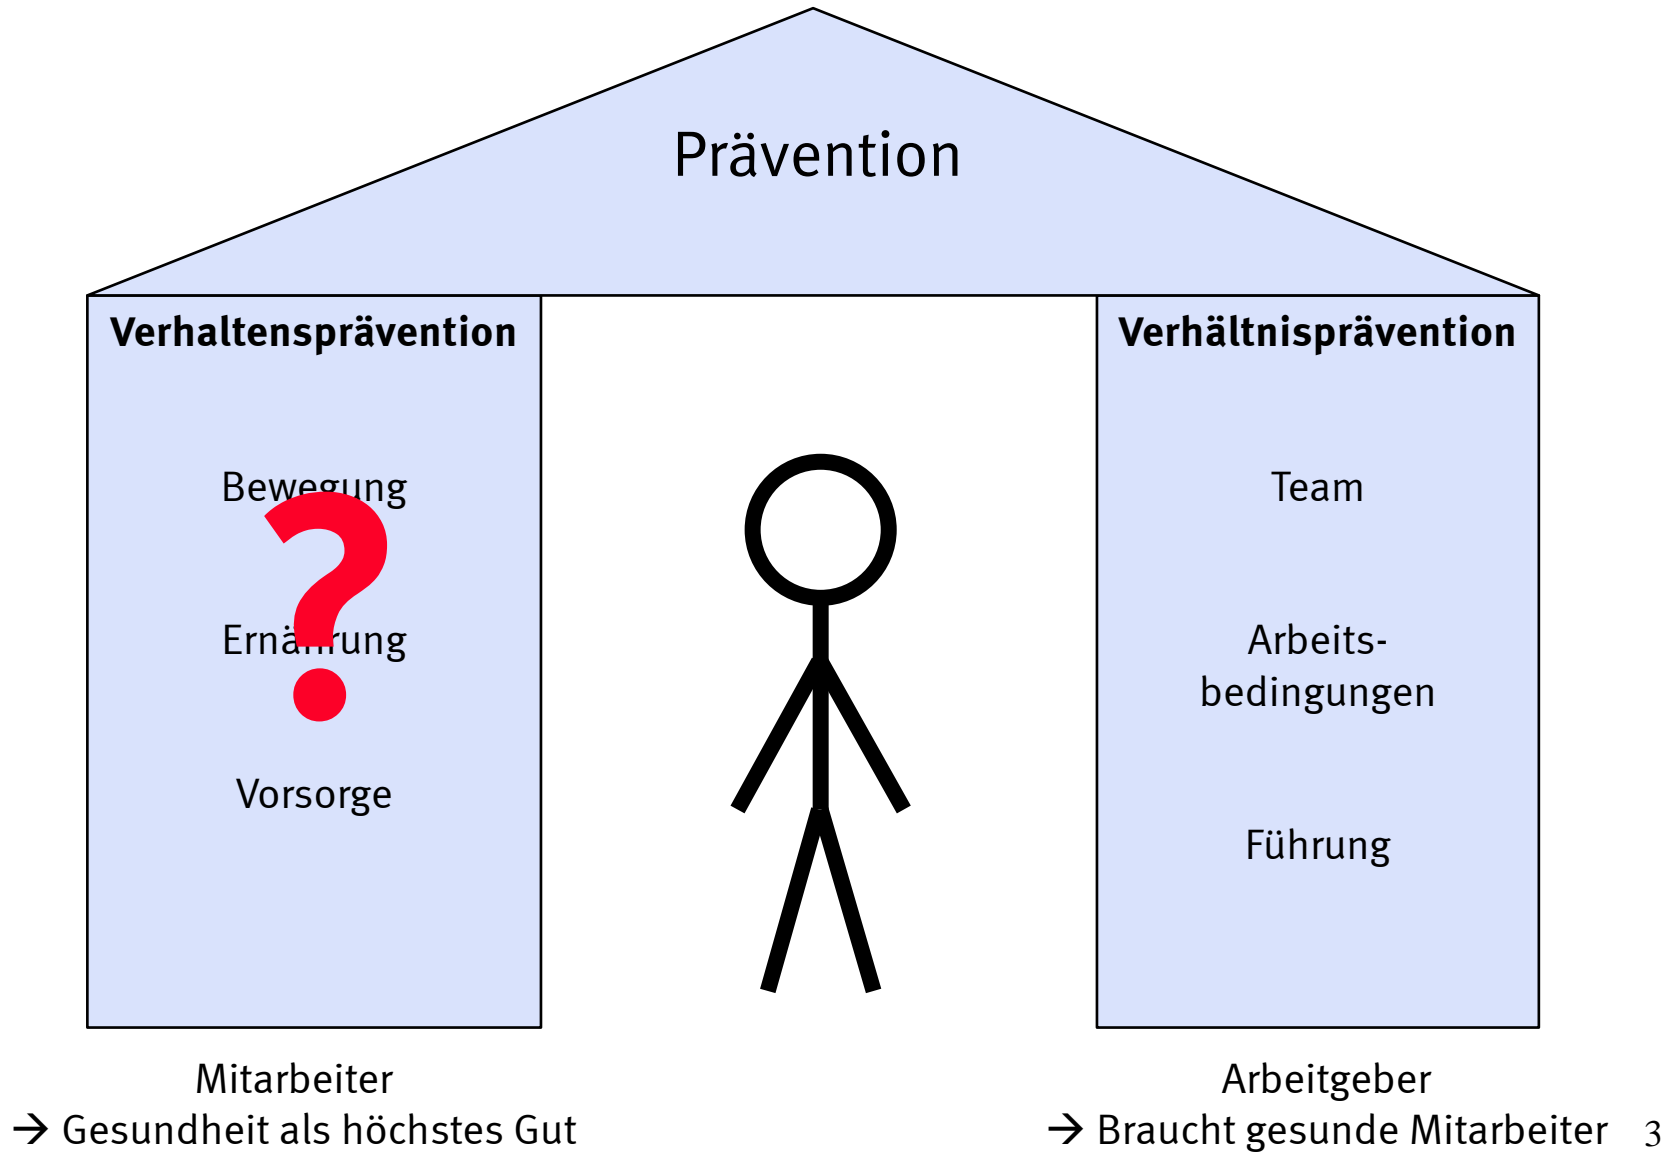 Prävention
Verhaltensprävention
Bewegung
?
Ernährung
Vorsorge
Mitarbeiter
→ Gesundheit als höchstes Gut
Verhältnisprävention
Team
Arbeits-
bedingungen
Führung
Arbeitgeber
→ Braucht gesunde Mitarbeiter
3